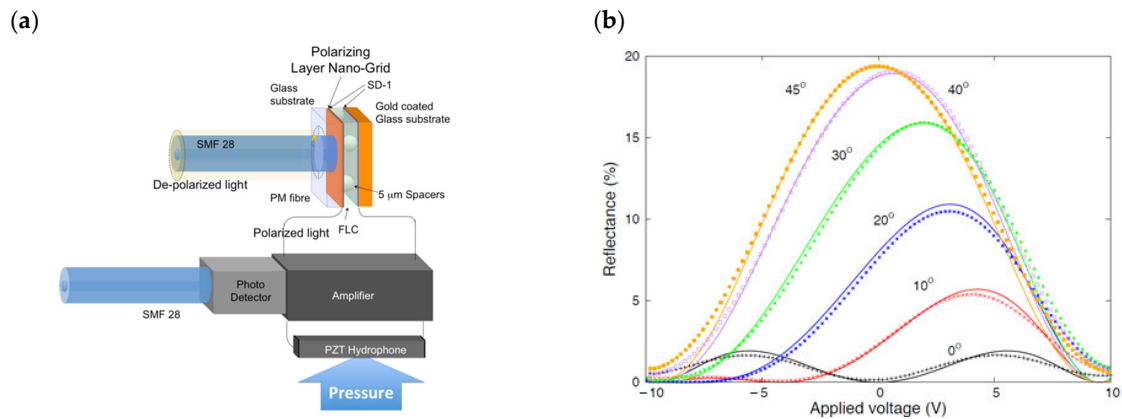 (a)
Polarizing
Layer Nano-Grid
SD-1
Glass
substrate
Gold coated
Glass substrate
SMF 28
De-polarized light
PM fibre
5 μm Spacers
FLC
Polarized light
Photo
Detector
Amplifier
SMF 28
PZT Hydrophone
Pressure
(b)
20
15
10
5
0
Reflectance (%)
45°
40°
30°
20°
10°
0°
−10
−5
0
5
10
Applied voltage (V)